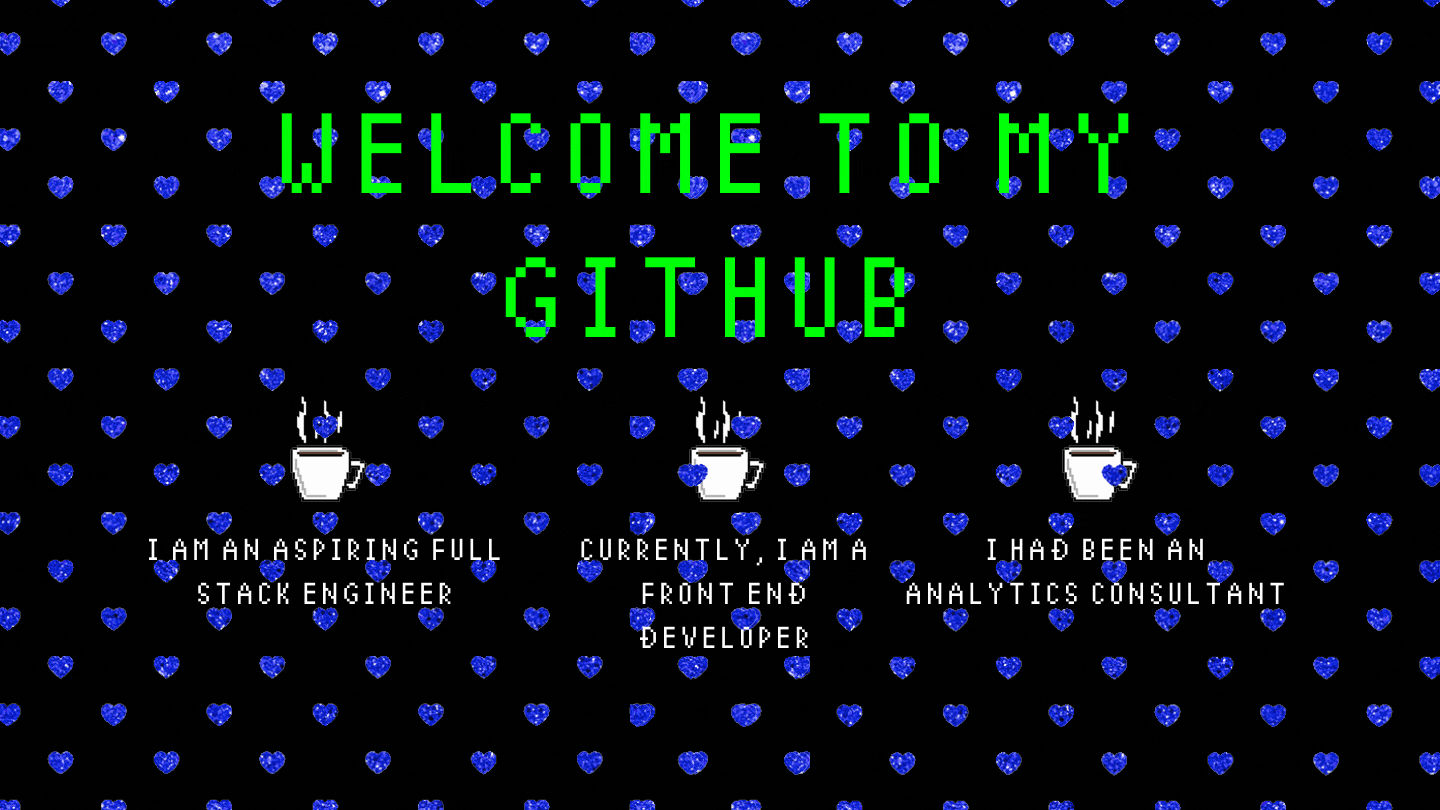 WELCOME TO MY
GITHUB
I AM AN ASPIRING FULL
STACK ENGINEER
CURRENTLY, I AM A
FRONT END
DEVELOPER
I HAD BEEN AN
ANALYTICS CONSULTANT